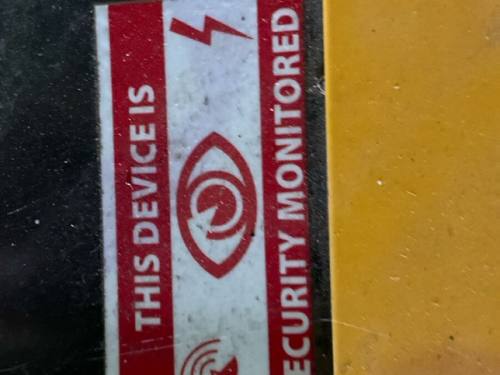 THIS DEVICE IS
ECURITY MONITORED